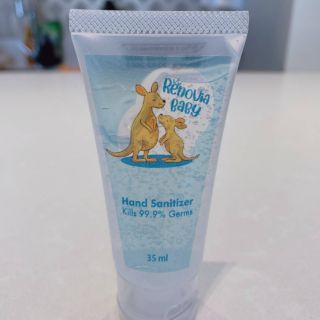 Renovia
BABY
Hand Sanitizer
Kills 99.9% Germs
35 ml